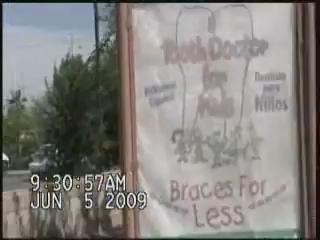 Tooth Doctor
for
Kids
Dentista
para
Niños
Braces For
Less
9:30:57AM
JUN 5 2009